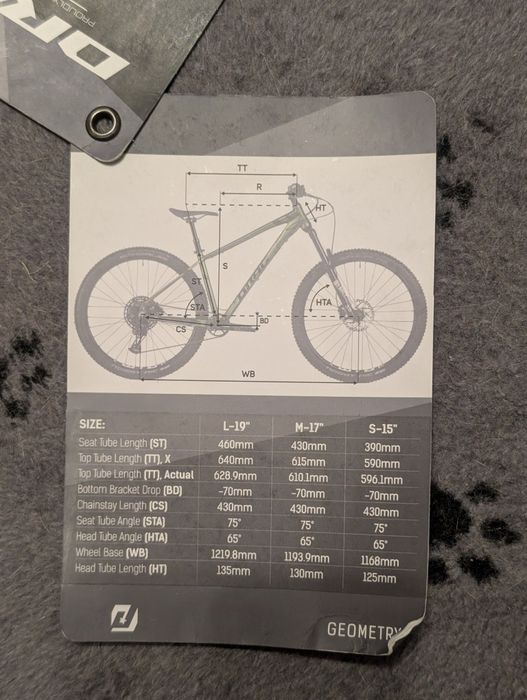 PROUDLY
DR
TT
R
HT
S
ST
STA
HTA
BD
CS
WB
SIZE: L-19" M-17" S-15"
Seat Tube Length (ST) 460mm 430mm 390mm
Top Tube Length (TT), X 640mm 615mm 590mm
Top Tube Length (TT), Actual 628.9mm 610.1mm 596.1mm
Bottom Bracket Drop (BD) -70mm -70mm -70mm
Chainstay Length (CS) 430mm 430mm 430mm
Seat Tube Angle (STA) 75° 75° 75°
Head Tube Angle (HTA) 65° 65° 65°
Wheel Base (WB) 1219.8mm 1193.9mm 1168mm
Head Tube Length (HT) 135mm 130mm 125mm
GEOMETRY